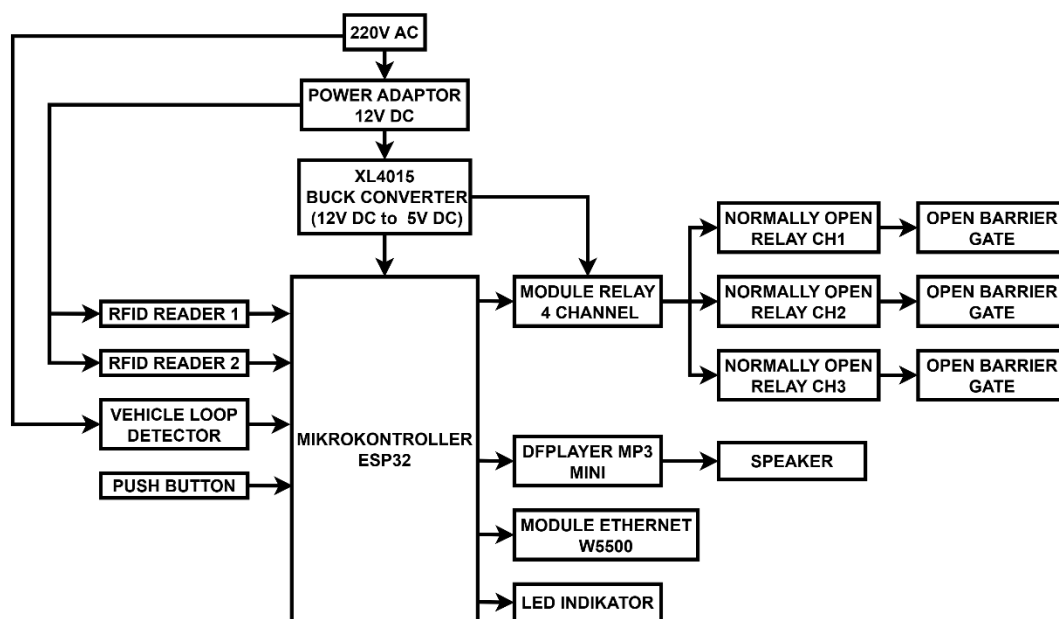 220V AC
POWER ADAPTOR
12V DC
XL4015
BUCK CONVERTER
(12V DC to 5V DC)
RFID READER 1
RFID READER 2
VEHICLE LOOP
DETECTOR
PUSH BUTTON
MIKROKONTROLLER
ESP32
MODULE RELAY
4 CHANNEL
NORMALLY OPEN
RELAY CH1
OPEN BARRIER
GATE
NORMALLY OPEN
RELAY CH2
OPEN BARRIER
GATE
NORMALLY OPEN
RELAY CH3
OPEN BARRIER
GATE
DFPLAYER MP3
MINI
SPEAKER
MODULE ETHERNET
W5500
LED INDIKATOR